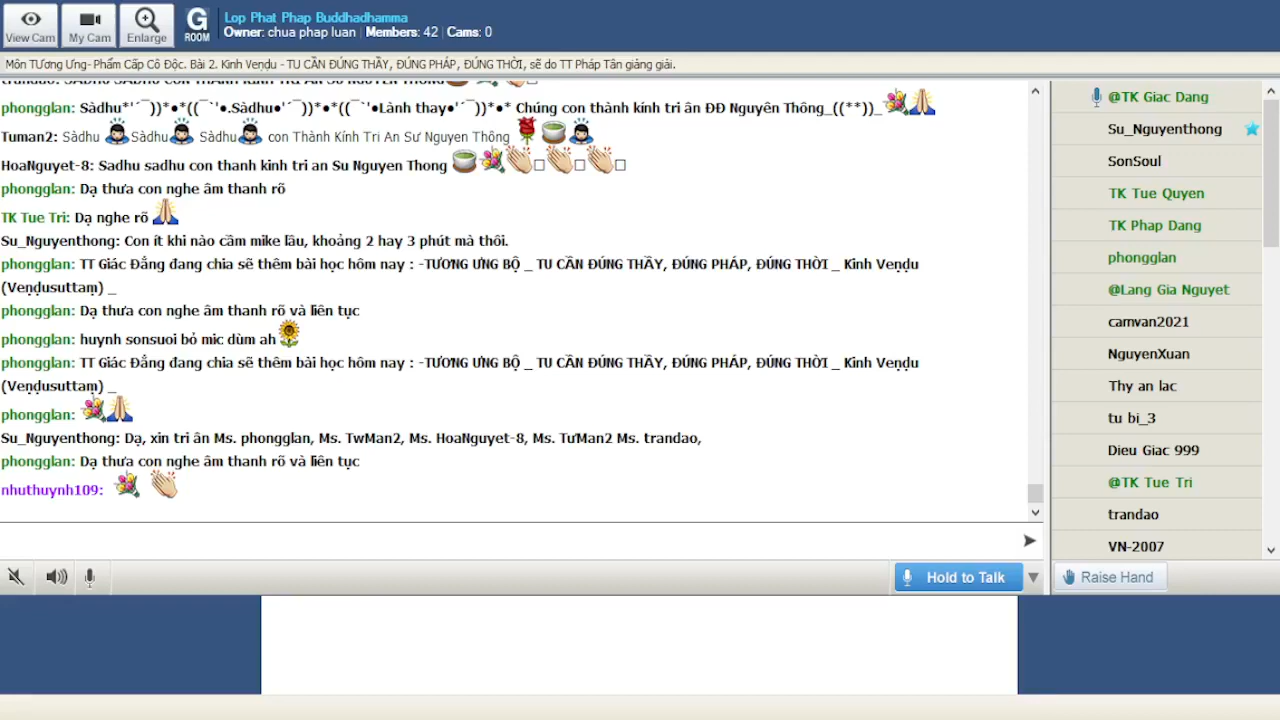 View Cam
My Cam
Enlarge
G ROOM
Lop Phat Phap Buddhadhamma
Owner: chua phap luan | Members: 42 | Cams: 0
Môn TƯơng Ưng- Phẩm Cấp Cô Độc. Bài 2. Kinh Veṇḍu - TU CẦN ĐÚNG THẦY, ĐÚNG PHÁP, ĐÚNG THỜI, sẽ do TT Pháp Tân giảng giải.
phongglan: Sàdhu*'´¯))*●*((¯`'●.Sàdhu●'´¯))*●*((¯`'●Lành thay●'´¯))*●* Chúng con thành kính tri ân ĐĐ Nguyên Thông_((**))_
Tuman2: Sàdhu Sàdhu Sàdhu con Thành Kính Tri An Sư Nguyen Thông
HoaNguyet-8: Sadhu sadhu con thanh kinh tri an Su Nguyen Thong
phongglan: Dạ thưa con nghe âm thanh rõ
TK Tue Tri: Dạ nghe rõ
Su_Nguyenthong: Con ít khi nào cầm mike lâu, khoảng 2 hay 3 phút mà thôi.
phongglan: TT Giác Đẳng đang chia sẽ thêm bài học hôm nay : -TƯƠNG ƯNG BỘ _ TU CẦN ĐÚNG THẦY, ĐÚNG PHÁP, ĐÚNG THỜI _ Kinh Veṇḍu
(Veṇḍusuttaṃ) _
phongglan: Dạ thưa con nghe âm thanh rõ và liên tục
phongglan: huynh sonsuoi bỏ mic dùm ah
phongglan: TT Giác Đẳng đang chia sẽ thêm bài học hôm nay : -TƯƠNG ƯNG BỘ _ TU CẦN ĐÚNG THẦY, ĐÚNG PHÁP, ĐÚNG THỜI _ Kinh Veṇḍu
(Veṇḍusuttaṃ) _
phongglan:
Su_Nguyenthong: Dạ, xin tri ân Ms. phongglan, Ms. TwMan2, Ms. HoaNguyet-8, Ms. TưMan2 Ms. trandao,
phongglan: Dạ thưa con nghe âm thanh rõ và liên tục
nhuthuynh109:
Hold to Talk
@TK Giac Dang
Su_Nguyenthong
SonSoul
TK Tue Quyen
TK Phap Dang
phongglan
@Lang Gia Nguyet
camvan2021
NguyenXuan
Thy an lac
tu bi_3
Dieu Giac 999
@TK Tue Tri
trandao
VN-2007
Raise Hand